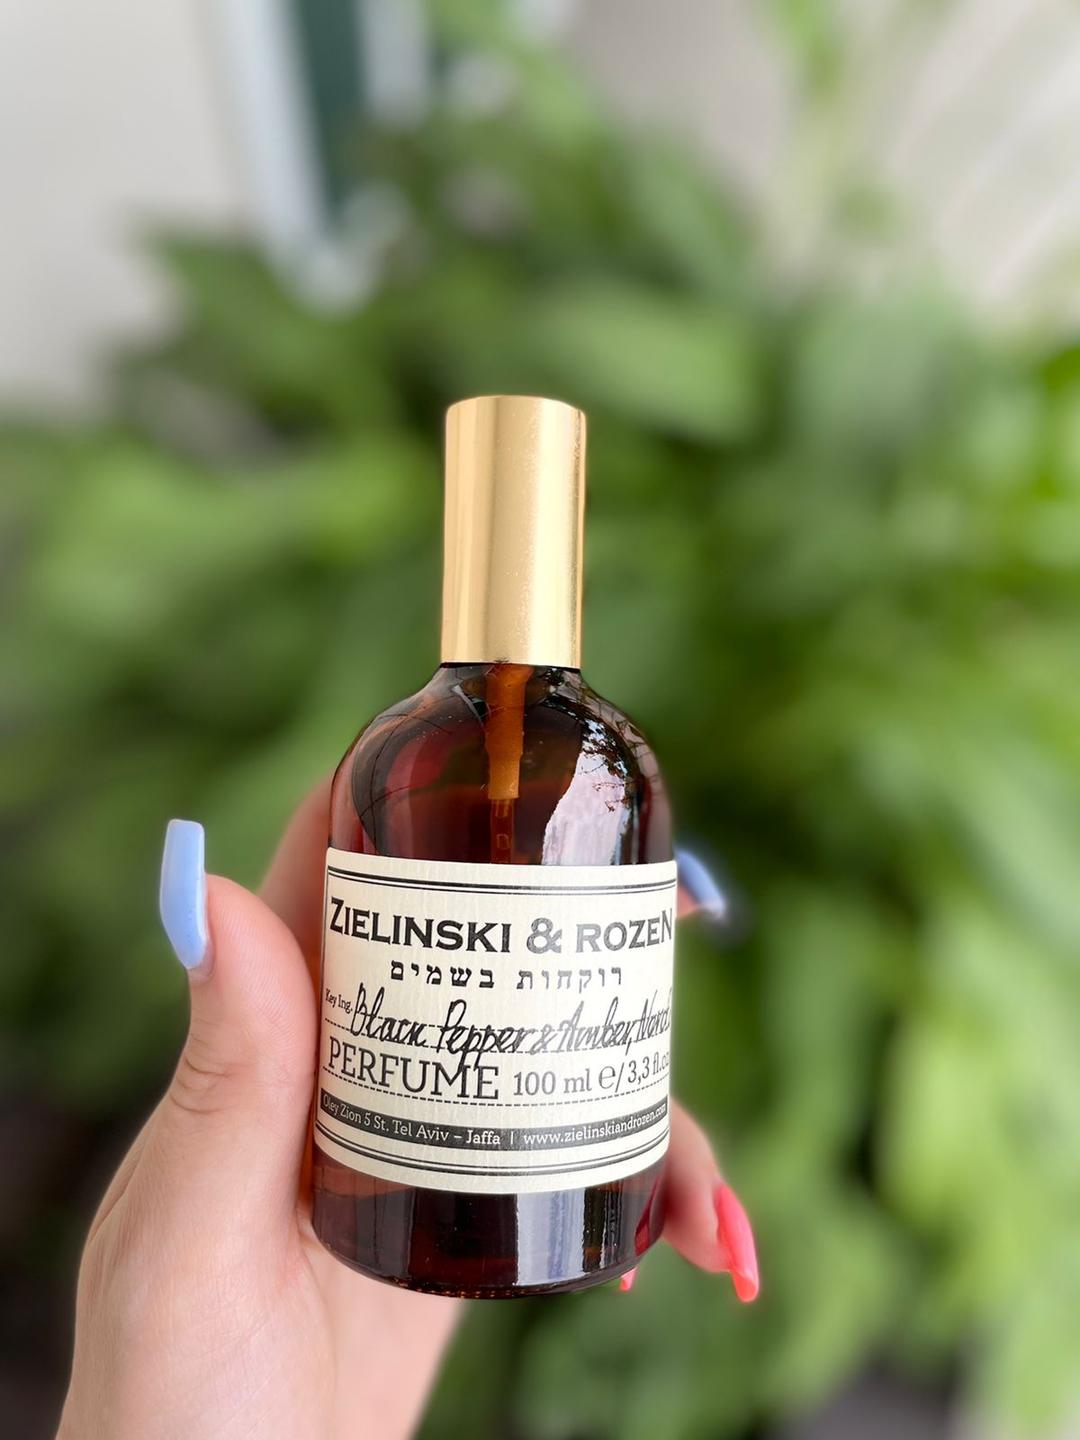 ZIELINSKI & ROZEN
רוקחות בשמים
Key Ing. Black Pepper & Amber,
PERFUME 100 ml ℮/3,3 fl.oz
Oley Zion 5 St. Tel Aviv – Jaffa | www.zielinskiandrozen.com